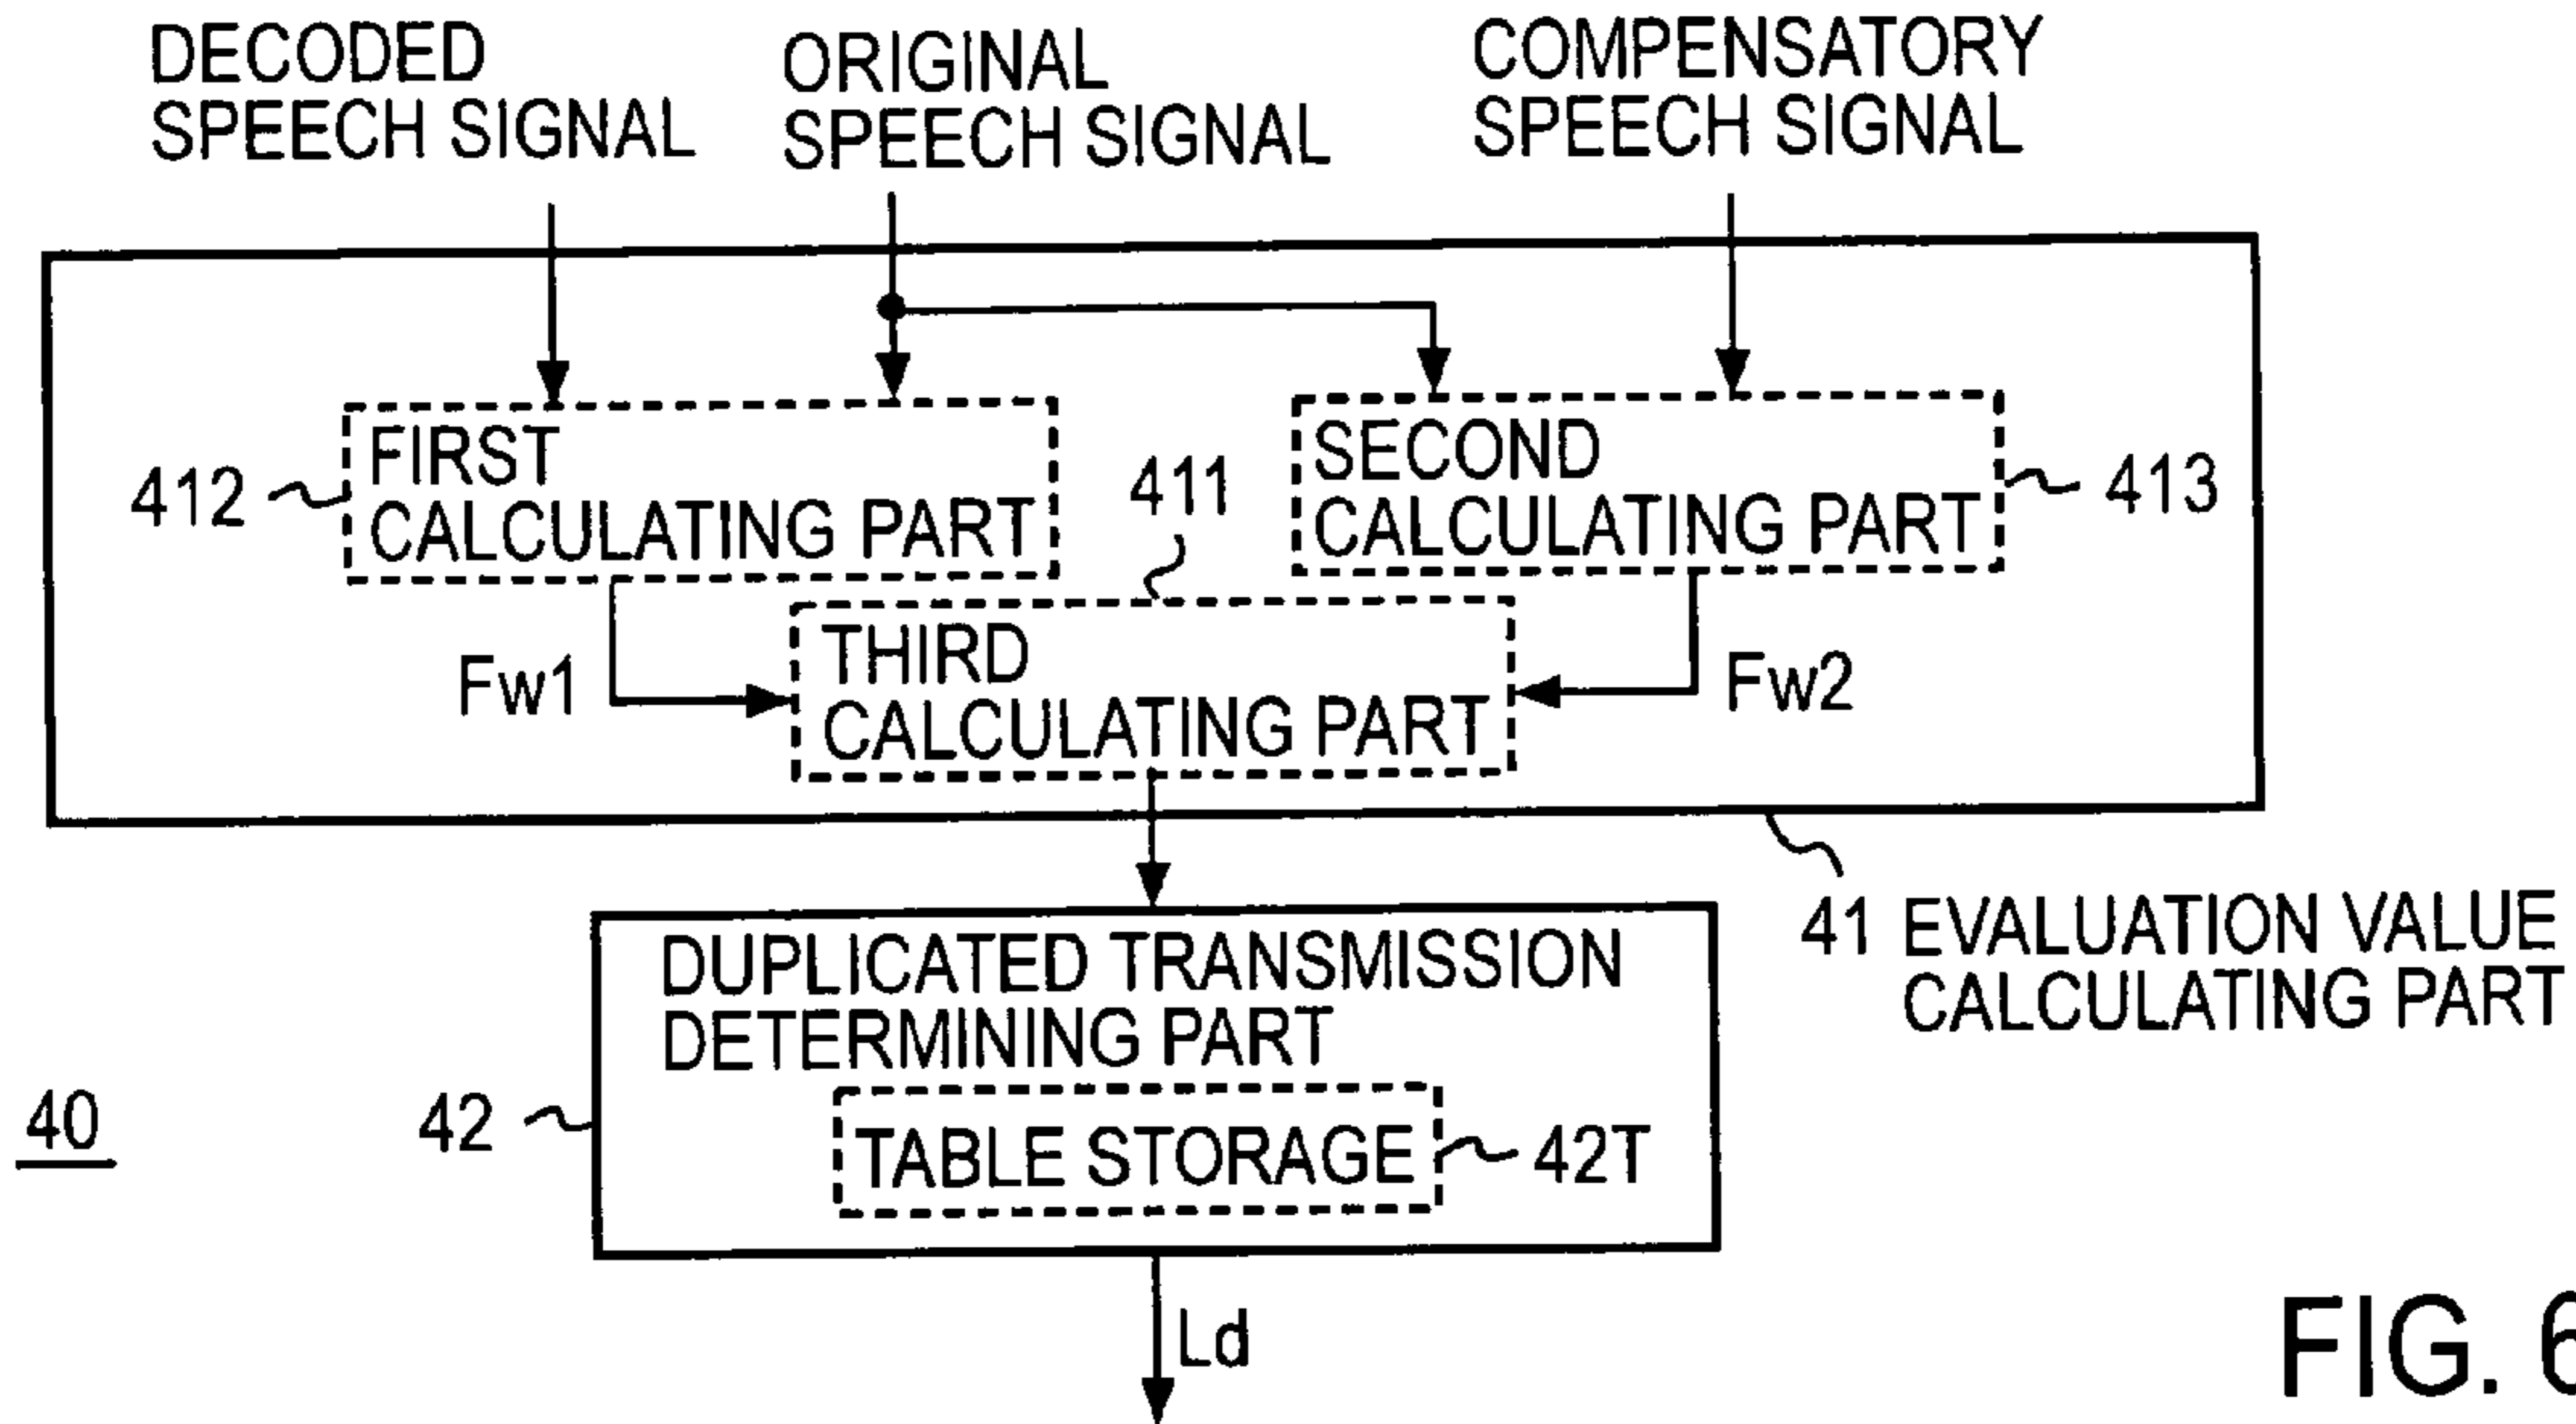 DECODED
SPEECH SIGNAL
ORIGINAL
SPEECH SIGNAL
COMPENSATORY
SPEECH SIGNAL
412
FIRST
CALCULATING PART
411
SECOND
CALCULATING PART
413
Fw1
THIRD
CALCULATING PART
Fw2
41 EVALUATION VALUE
CALCULATING PART
DUPLICATED TRANSMISSION
DETERMINING PART
40
42
TABLE STORAGE
42T
Ld
FIG. 6